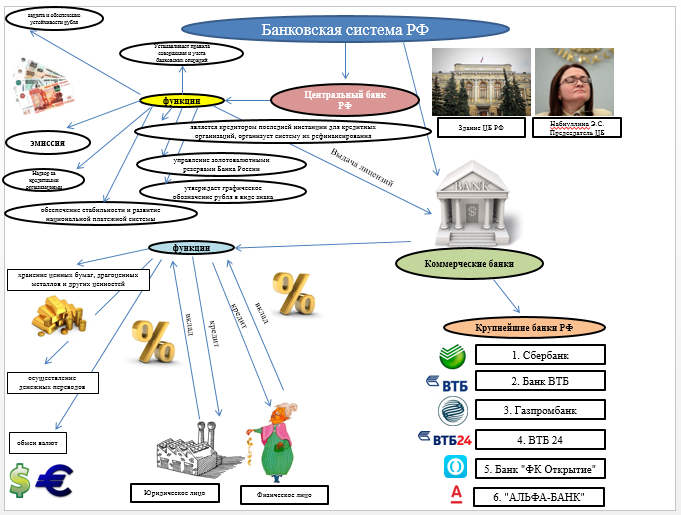 Банковская система РФ
защита и обеспечение
устойчивости рубля
Устанавливает правила
совершения и учета
банковских операций
Центральный банк
РФ
функции
Здание ЦБ РФ
Набиуллина Э.С.
Председатель ЦБ
эмиссия
является кредитором последней инстанции для кредитных
организаций, организует систему их рефинансирования
управление золотовалютными
резервами Банка России
Надзор за
кредитными
организациями
утверждает графическое
обозначение рубля в виде знака
обеспечение стабильности и развитие
национальной платежной системы
Выдача лицензий
BANK
функции
Коммерческие банки
хранение ценных бумаг, драгоценных
металлов и других ценностей
%
%
вклад
кредит
кредит
вклад
осуществление
денежных переводов
обмен валют
$ €
Юридическое лицо
Физическое лицо
Крупнейшие банки РФ
1. Сбербанк
ВТБ
2. Банк ВТБ
3. Газпромбанк
ВТБ24
4. ВТБ 24
5. Банк "ФК Открытие"
А
6. "АЛЬФА-БАНК"